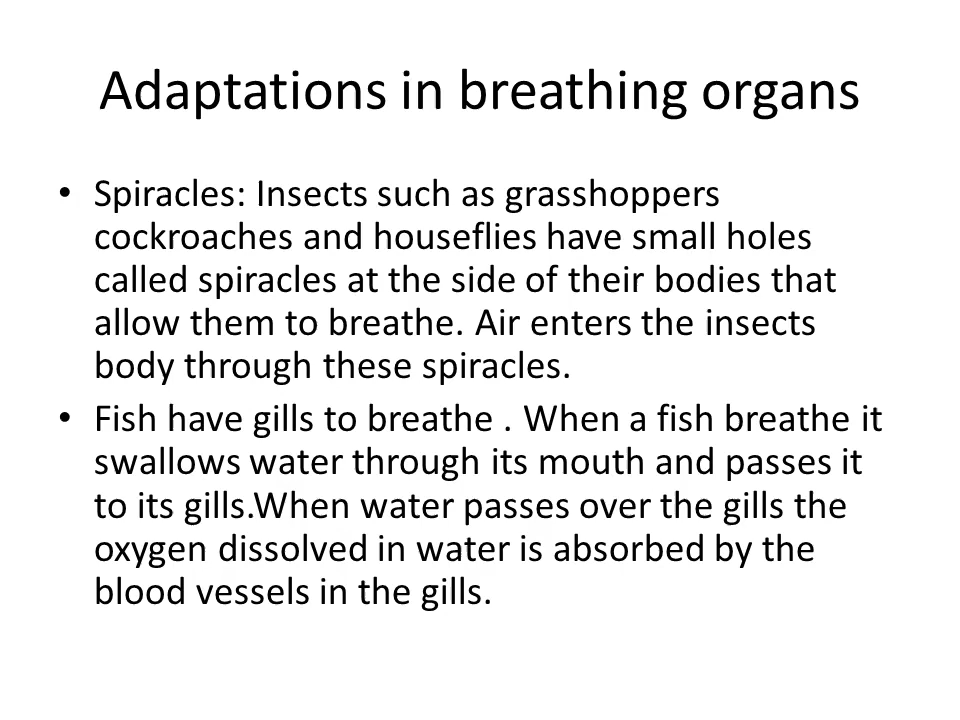 Adaptations in breathing organs
• Spiracles: Insects such as grasshoppers
cockroaches and houseflies have small holes
called spiracles at the side of their bodies that
allow them to breathe. Air enters the insects
body through these spiracles.
• Fish have gills to breathe . When a fish breathe it
swallows water through its mouth and passes it
to its gills.When water passes over the gills the
oxygen dissolved in water is absorbed by the
blood vessels in the gills.